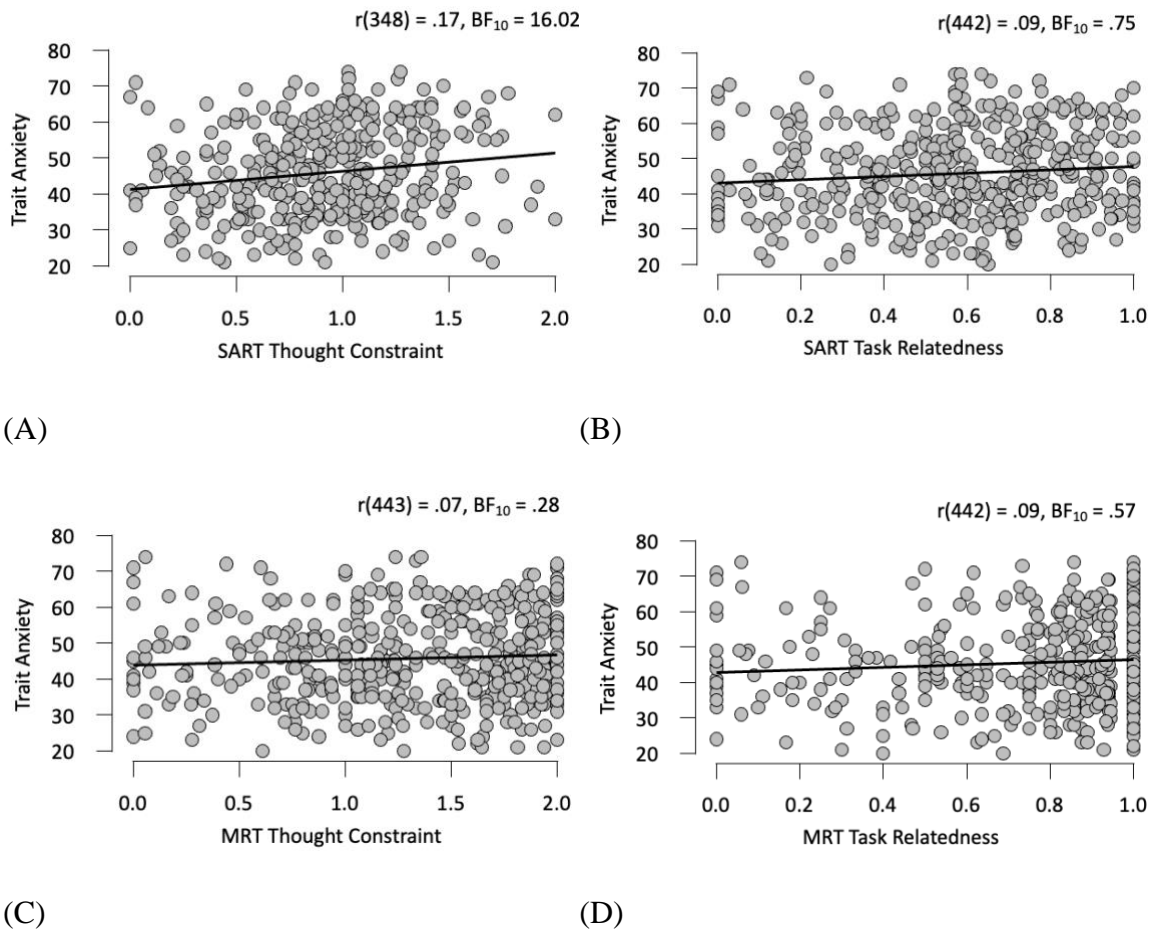 r(348) = .17, BF₁₀ = 16.02
80
70
60
50
40
30
20
Trait Anxiety
0.0 0.5 1.0 1.5 2.0
SART Thought Constraint
(A)
r(442) = .09, BF₁₀ = .75
80
70
60
50
40
30
20
Trait Anxiety
0.0 0.2 0.4 0.6 0.8 1.0
SART Task Relatedness
(B)
r(443) = .07, BF₁₀ = .28
80
70
60
50
40
30
20
Trait Anxiety
0.0 0.5 1.0 1.5 2.0
MRT Thought Constraint
(C)
r(442) = .09, BF₁₀ = .57
80
70
60
50
40
30
20
Trait Anxiety
0.0 0.2 0.4 0.6 0.8 1.0
MRT Task Relatedness
(D)